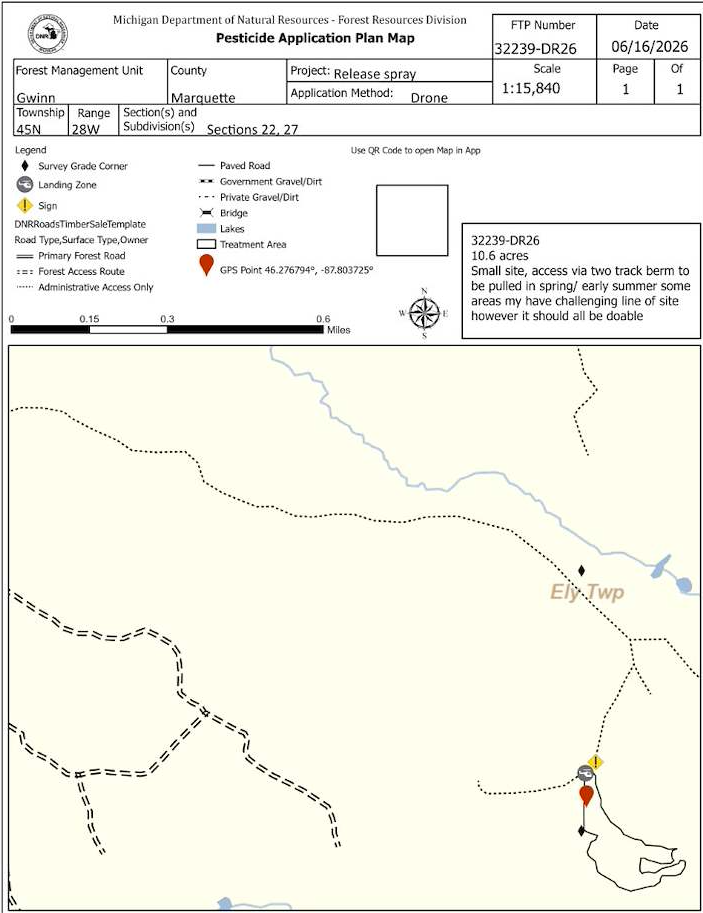 Michigan Department of Natural Resources - Forest Resources Division
Pesticide Application Plan Map
DNR
FTP Number
32239-DR26
Date
06/16/2026
Forest Management Unit
Gwinn
County
Marquette
Project: Release spray
Application Method: Drone
Scale
1:15,840
Page
1
Of
1
Township
45N
Range
28W
Section(s) and
Subdivision(s) Sections 22, 27
Legend
Survey Grade Corner
Landing Zone
Sign
DNRRoadsTimberSaleTemplate
Road Type,Surface Type,Owner
Primary Forest Road
Forest Access Route
Administrative Access Only
Paved Road
Government Gravel/Dirt
Private Gravel/Dirt
Bridge
Lakes
Treatment Area
GPS Point 46.276794°, -87.803725°
Use QR Code to open Map in App
32239-DR26
10.6 acres
Small site, access via two track berm to
be pulled in spring/ early summer some
areas my have challenging line of site
however it should all be doable
0 0.15 0.3 0.6
Miles
N
W E
S
Ely Twp